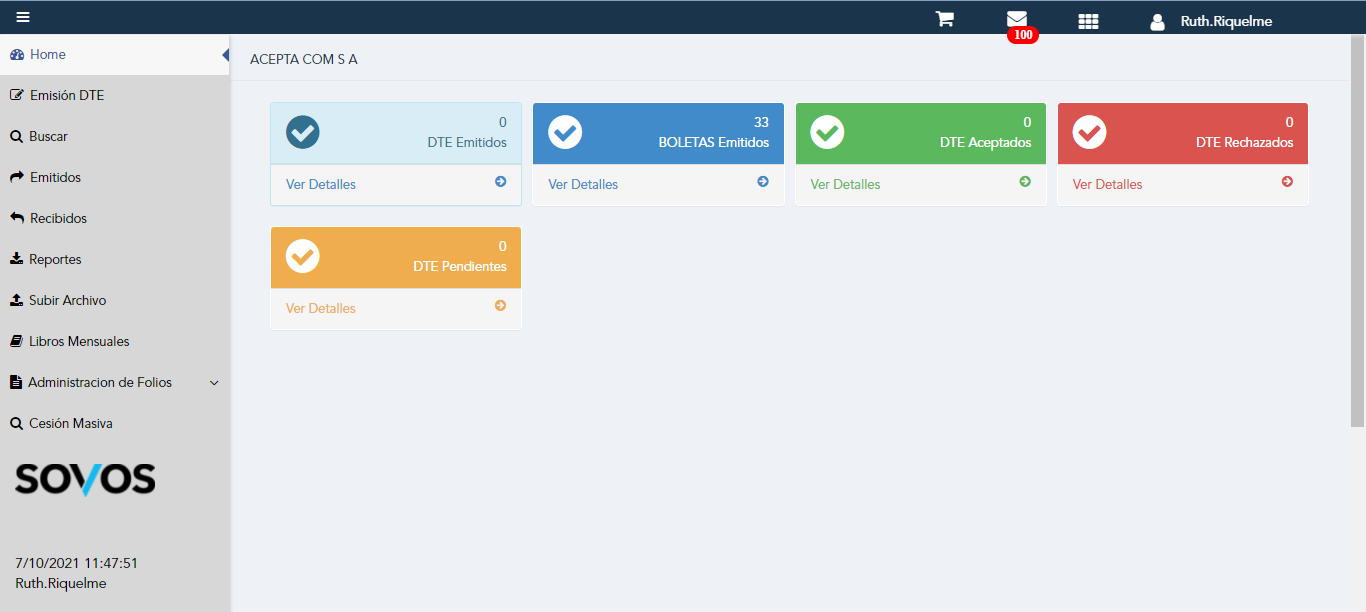 100
Ruth.Riquelme
Home
Emisión DTE
Buscar
Emitidos
Recibidos
Reportes
Subir Archivo
Libros Mensuales
Administracion de Folios
Cesión Masiva
SOVOS
7/10/2021 11:47:51
Ruth.Riquelme
ACEPTA COM S A
0
DTE Emitidos
Ver Detalles
33
BOLETAS Emitidos
Ver Detalles
0
DTE Aceptados
Ver Detalles
0
DTE Rechazados
Ver Detalles
0
DTE Pendientes
Ver Detalles